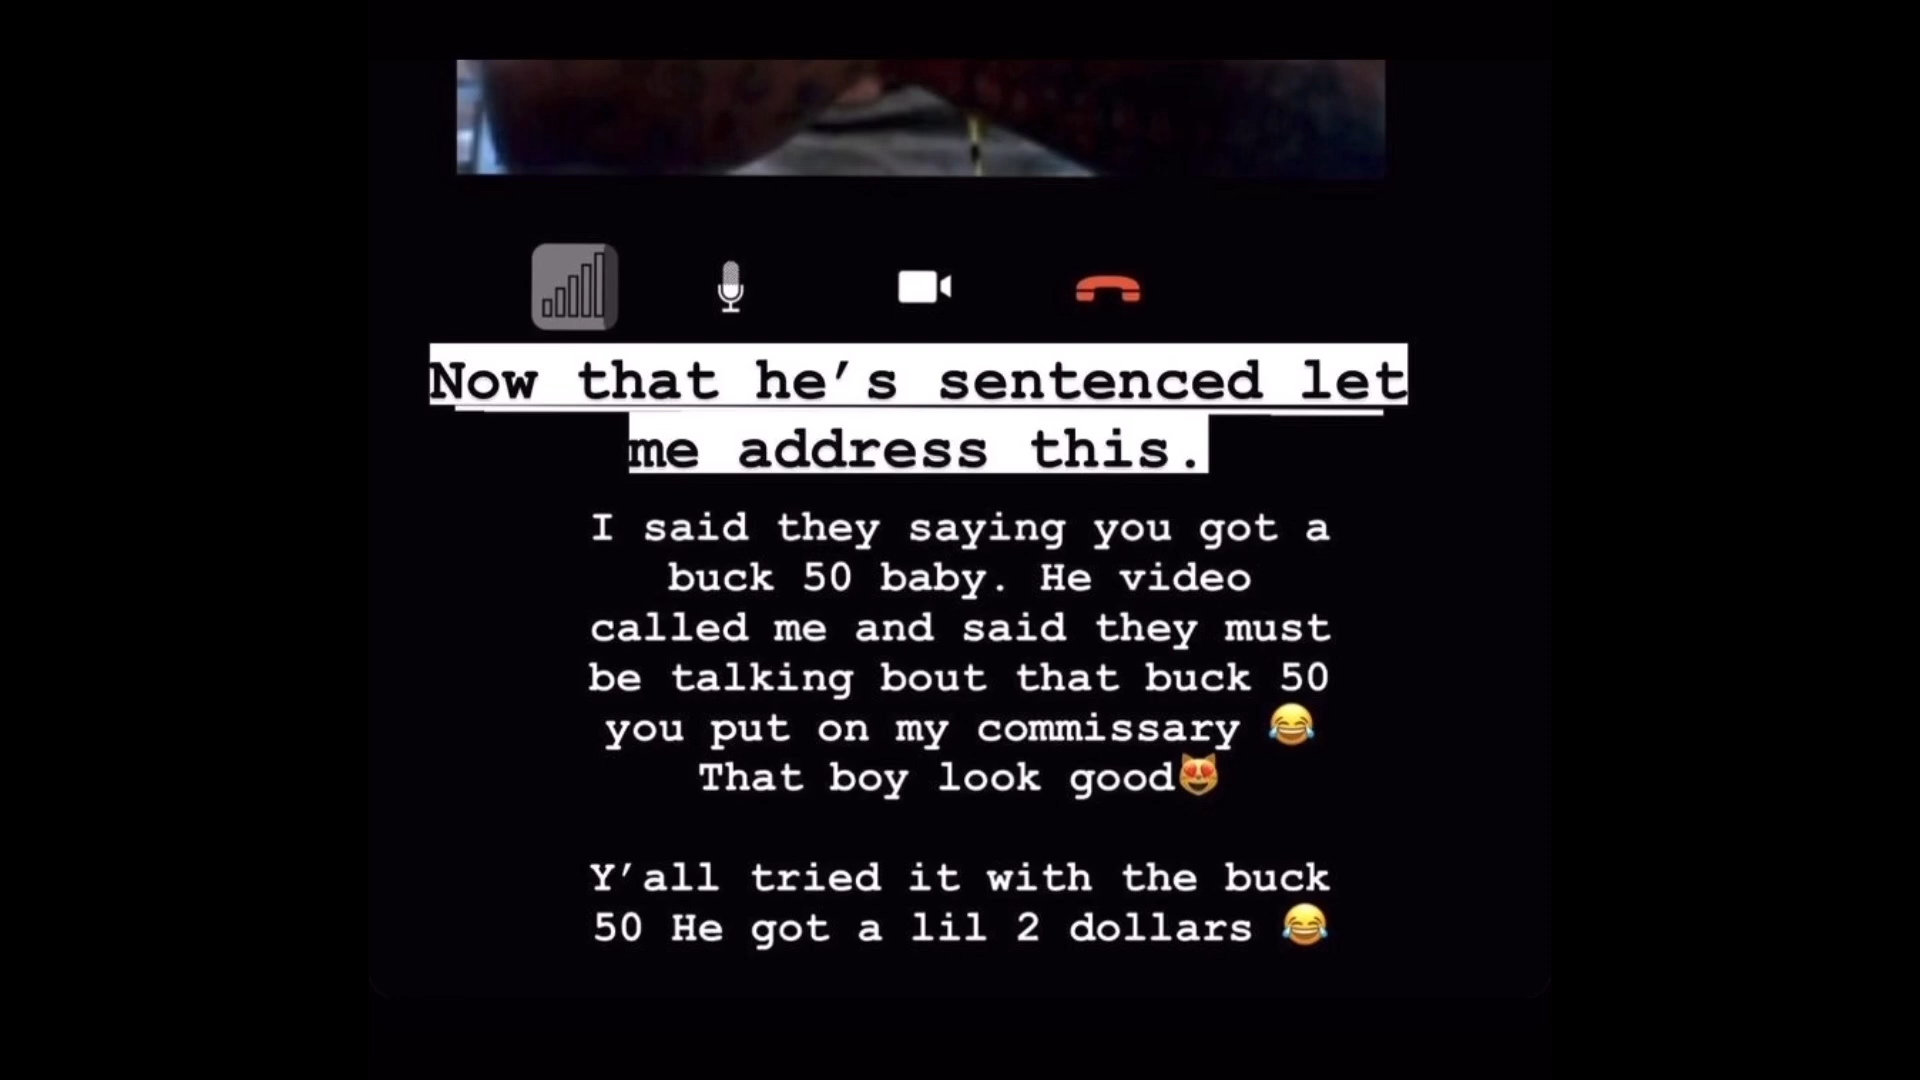 Now that he’s sentenced let
me address this.
I said they saying you got a
buck 50 baby. He video
called me and said they must
be talking bout that buck 50
you put on my commissary 😂
That boy look good😻
Y’all tried it with the buck
50 He got a lil 2 dollars 😂